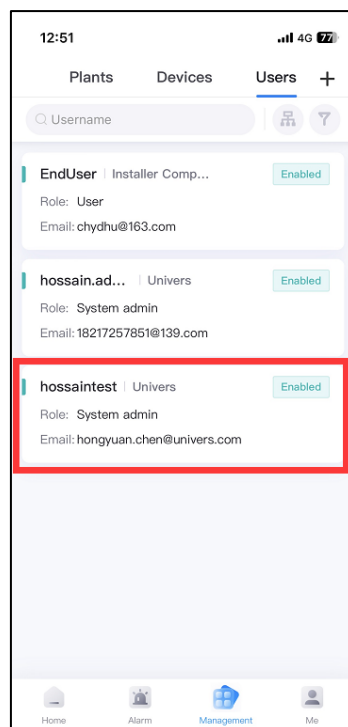 12:51 4G 77
Plants Devices Users +
Username
EndUser Installer Comp... Enabled
Role: User
Email: chydhu@163.com
hossain.ad... Univers Enabled
Role: System admin
Email: 18217257851@139.com
hossaintest Univers Enabled
Role: System admin
Email: hongyuan.chen@univers.com
Home Alarm Management Me